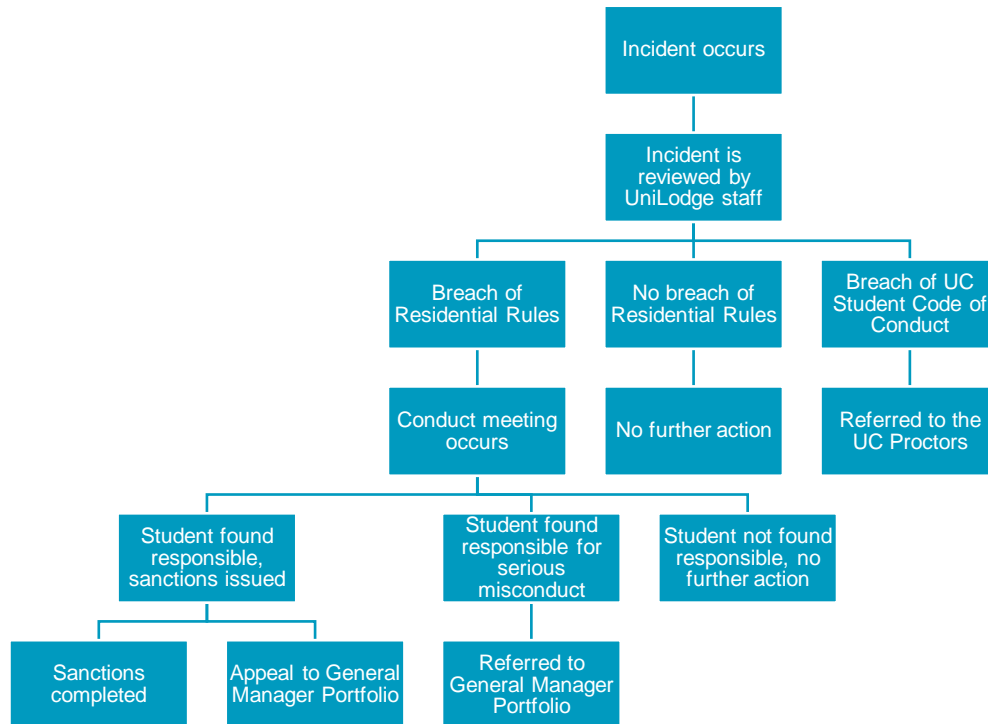 Incident occurs
Incident is
reviewed by
UniLodge staff
Breach of
Residential Rules
No breach of
Residential Rules
Breach of UC
Student Code of
Conduct
Conduct meeting
occurs
No further action
Referred to the
UC Proctors
Student found
responsible,
sanctions issued
Student found
responsible for
serious
misconduct
Student not found
responsible, no
further action
Sanctions
completed
Appeal to General
Manager Portfolio
Referred to
General Manager
Portfolio